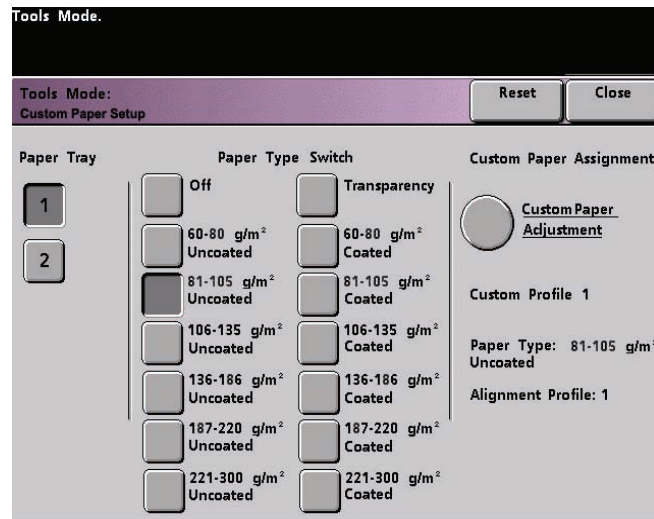 Tools Mode.
Tools Mode:
Custom Paper Setup
Reset
Close
Paper Tray
1
2
Paper Type Switch
Off
Transparency
60-80 g/m²
Uncoated
60-80 g/m²
Coated
81-105 g/m²
Uncoated
81-105 g/m²
Coated
106-135 g/m²
Uncoated
106-135 g/m²
Coated
136-186 g/m²
Uncoated
136-186 g/m²
Coated
187-220 g/m²
Uncoated
187-220 g/m²
Coated
221-300 g/m²
Uncoated
221-300 g/m²
Coated
Custom Paper Assignment
Custom Paper
Adjustment
Custom Profile 1
Paper Type: 81-105 g/m²
Uncoated
Alignment Profile: 1